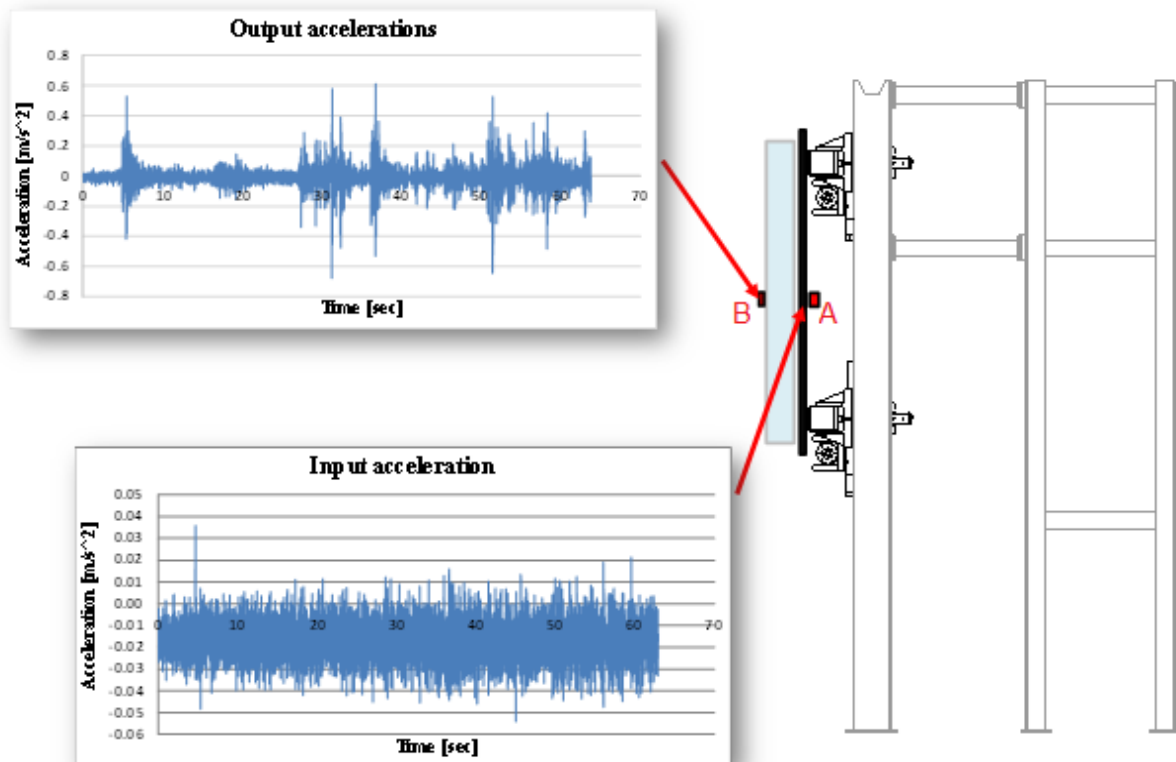 Output accelerations
Acceleration [m/s^2]
0.8
0.6
0.4
0.2
0
-0.2
-0.4
-0.6
-0.8
0 10 20 30 40 50 60 70
Time [sec]
B A
Input acceleration
Acceleration [m/s^2]
0.05
0.04
0.03
0.02
0.01
0.00
-0.01
-0.02
-0.03
-0.04
-0.05
-0.06
0 10 20 30 40 50 60 70
Time [sec]